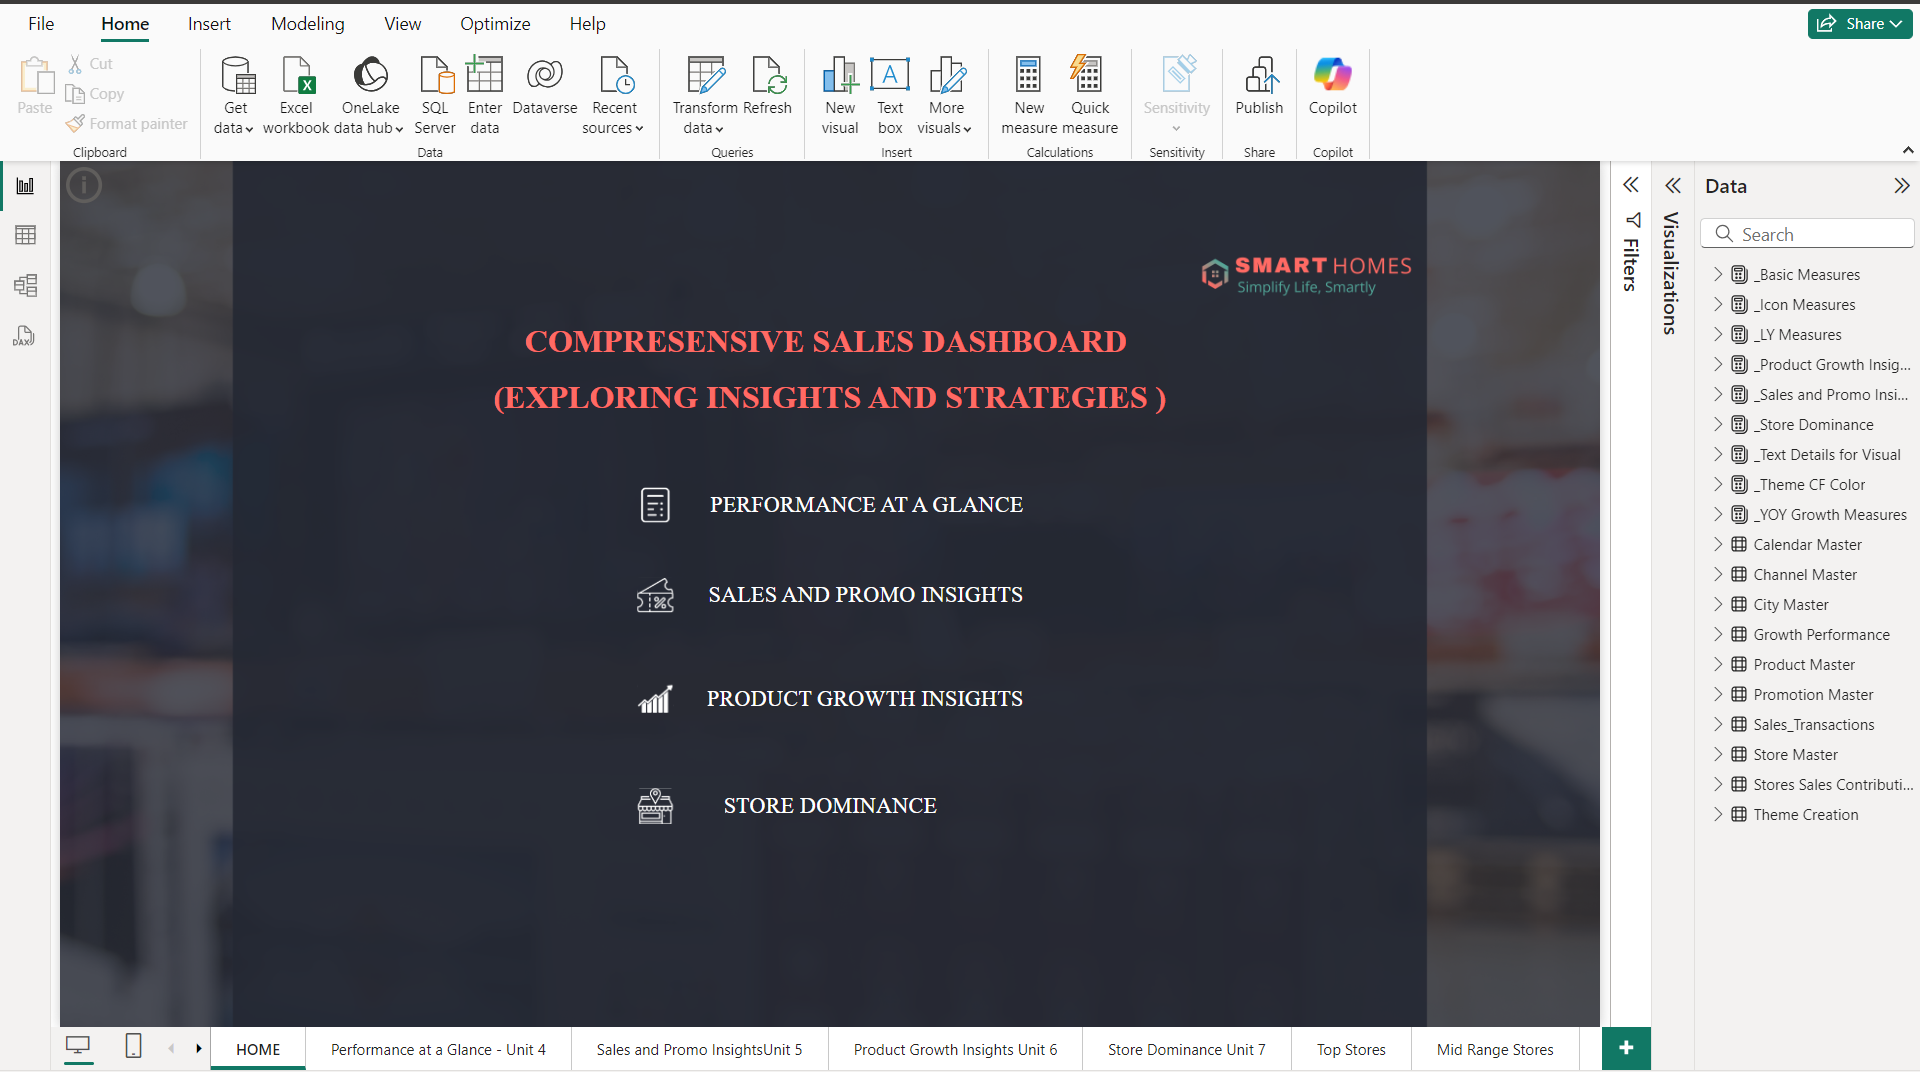 File Home Insert Modeling View Optimize Help
Share
Paste
Cut
Copy
Format painter
Clipboard
Get data
Excel workbook
OneLake data hub
SQL Server
Enter data
Dataverse
Recent sources
Data
Transform data
Refresh
Queries
New visual
Text box
More visuals
Insert
New measure
Quick measure
Calculations
Sensitivity
Sensitivity
Publish
Share
Copilot
Copilot
SMART HOMES
Simplify Life, Smartly
COMPRESENSIVE SALES DASHBOARD
(EXPLORING INSIGHTS AND STRATEGIES )
PERFORMANCE AT A GLANCE
SALES AND PROMO INSIGHTS
PRODUCT GROWTH INSIGHTS
STORE DOMINANCE
Filters
Visualizations
Data
Search
_Basic Measures
_Icon Measures
_LY Measures
_Product Growth Insig...
_Sales and Promo Insi...
_Store Dominance
_Text Details for Visual
_Theme CF Color
_YOY Growth Measures
Calendar Master
Channel Master
City Master
Growth Performance
Product Master
Promotion Master
Sales_Transactions
Store Master
Stores Sales Contributi...
Theme Creation
DAX
HOME
Performance at a Glance - Unit 4
Sales and Promo InsightsUnit 5
Product Growth Insights Unit 6
Store Dominance Unit 7
Top Stores
Mid Range Stores